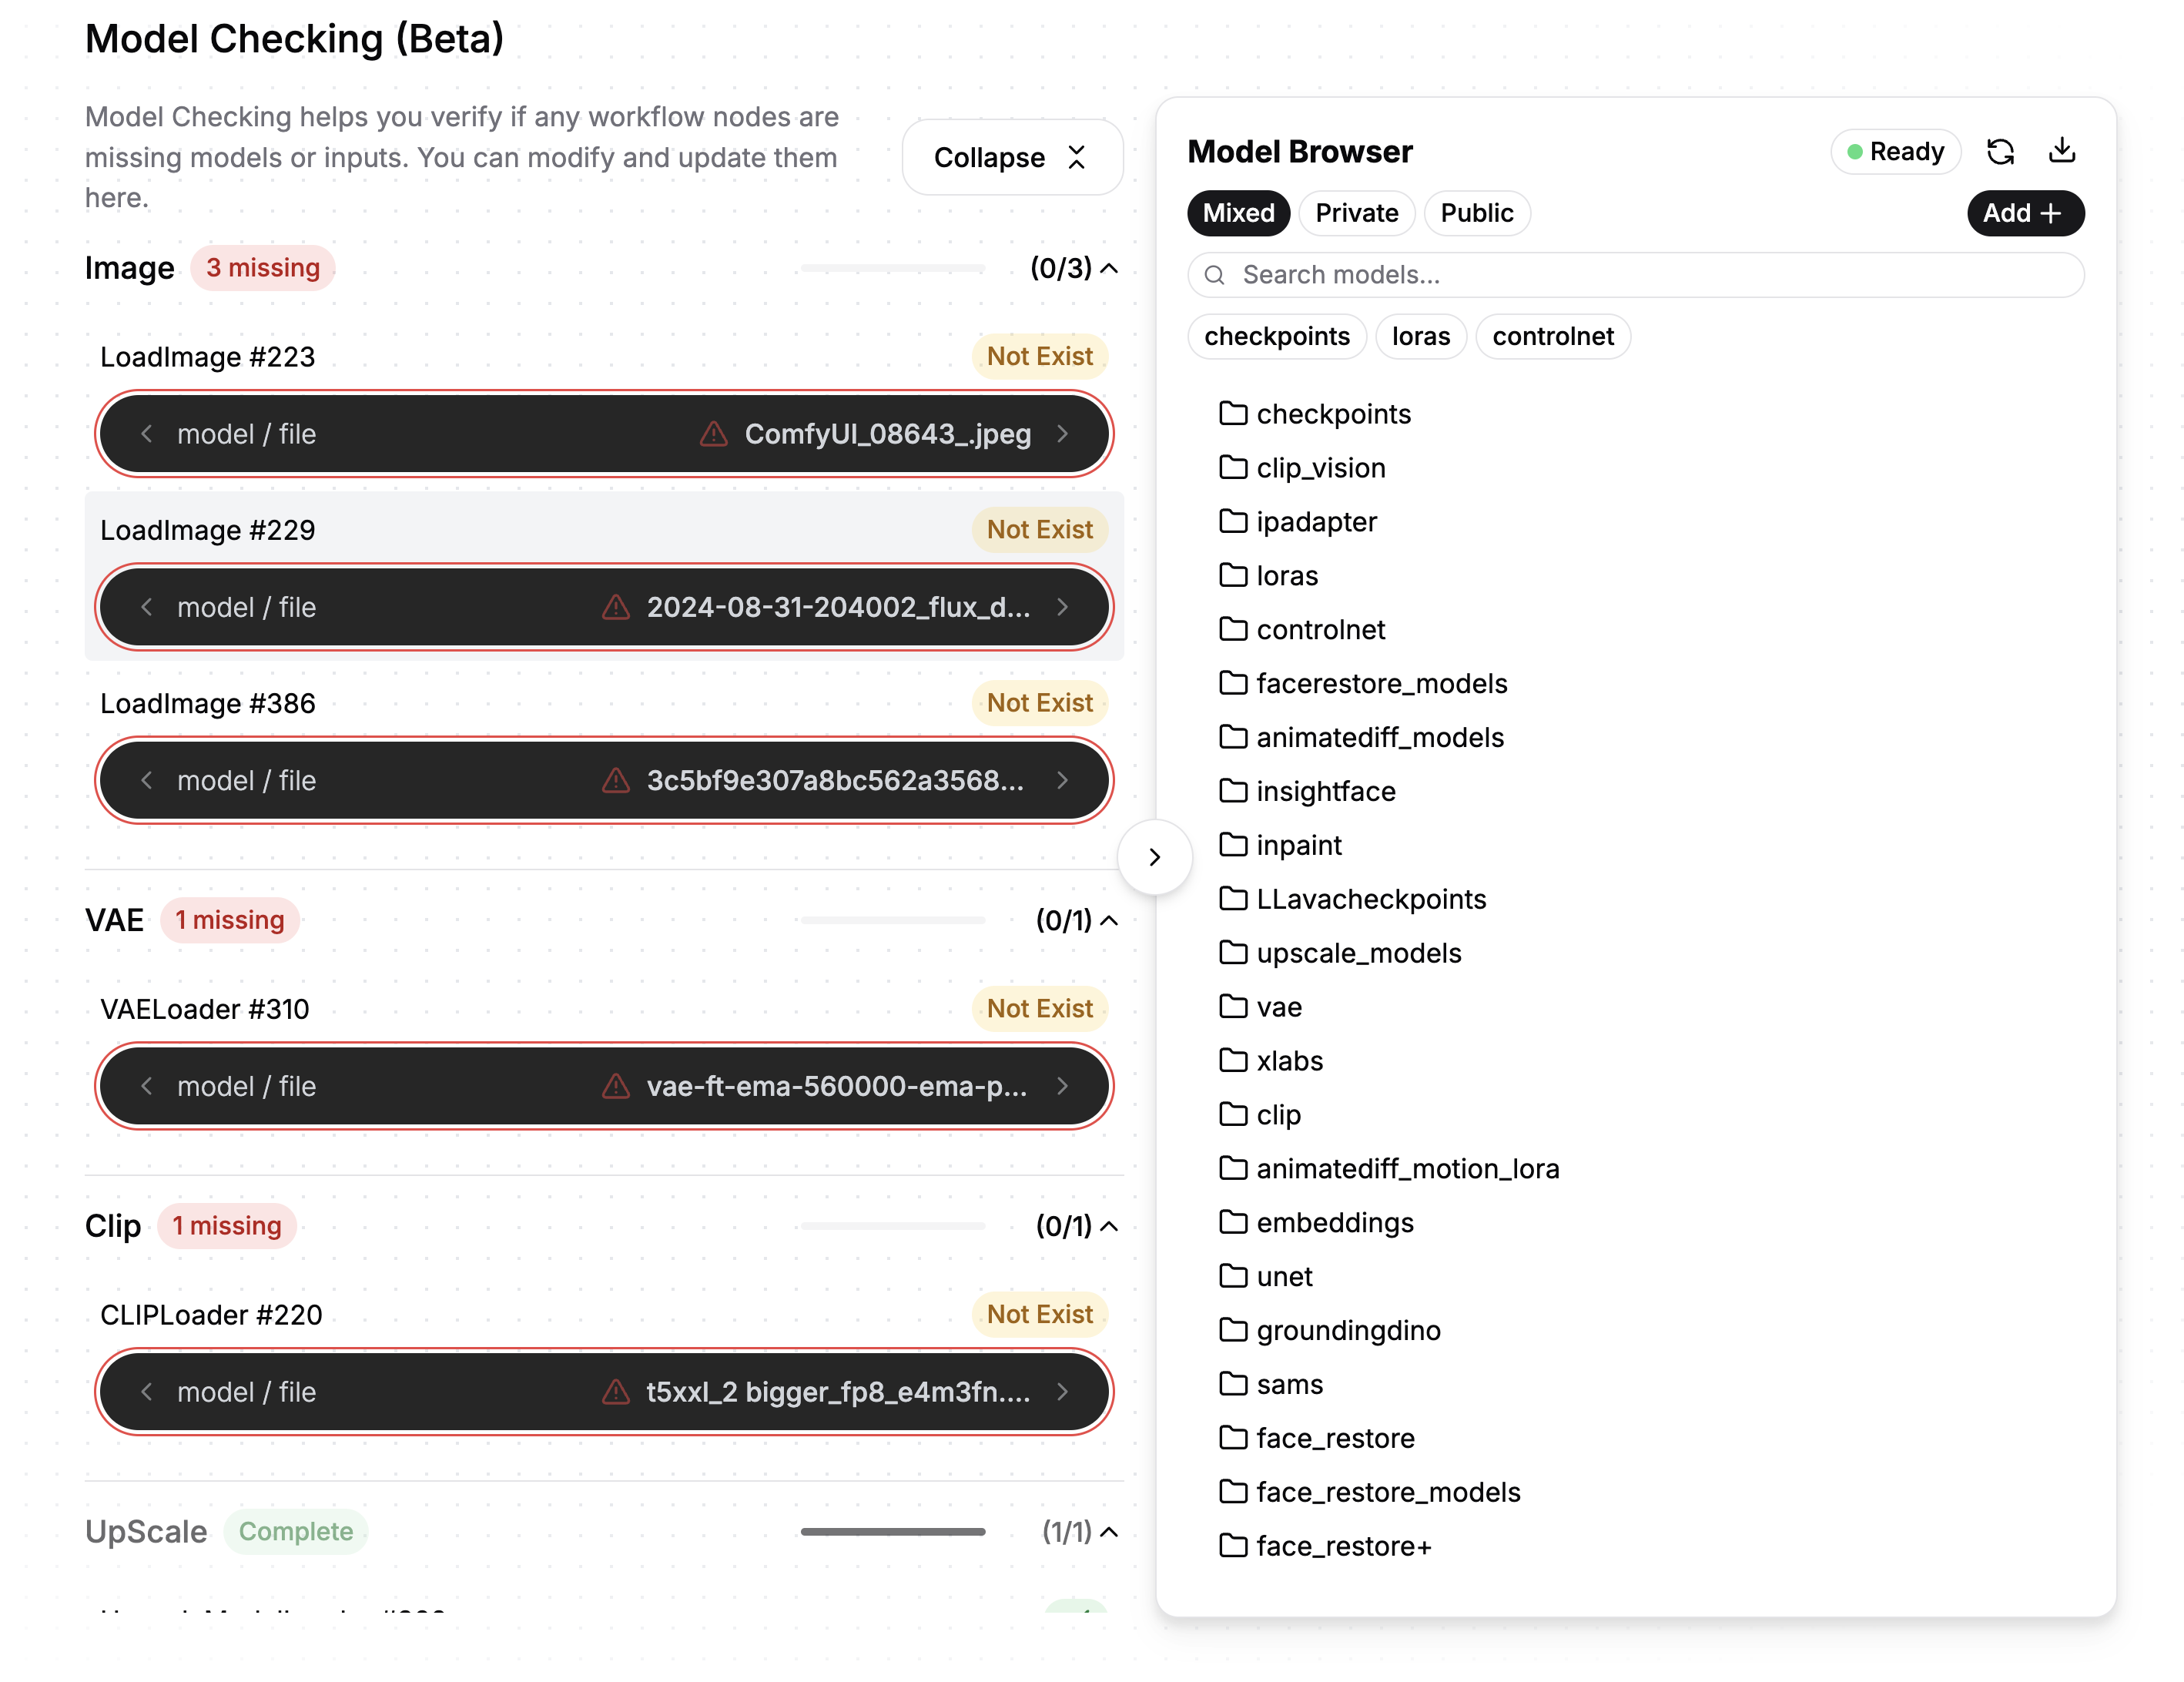 Model Checking (Beta)
Model Checking helps you verify if any workflow nodes are
missing models or inputs. You can modify and update them
here.
Collapse
Image 3 missing (0/3)
LoadImage #223 Not Exist
model / file ComfyUI_08643_.jpeg
LoadImage #229 Not Exist
model / file 2024-08-31-204002_flux_d...
LoadImage #386 Not Exist
model / file 3c5bf9e307a8bc562a3568...
VAE 1 missing (0/1)
VAELoader #310 Not Exist
model / file vae-ft-ema-560000-ema-p...
Clip 1 missing (0/1)
CLIPLoader #220 Not Exist
model / file t5xxl_2 bigger_fp8_e4m3fn....
UpScale Complete (1/1)
Model Browser
Ready
Mixed Private Public Add +
Search models...
checkpoints loras controlnet
checkpoints
clip_vision
ipadapter
loras
controlnet
facerestore_models
animatediff_models
insightface
inpaint
LLavacheckpoints
upscale_models
vae
xlabs
clip
animatediff_motion_lora
embeddings
unet
groundingdino
sams
face_restore
face_restore_models
face_restore+